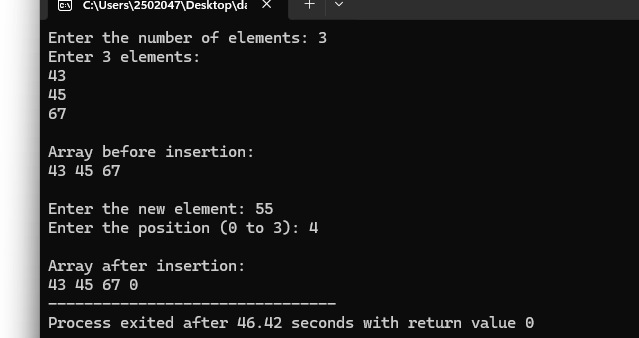 C:\Users\2502047\Desktop\da
Enter the number of elements: 3
Enter 3 elements:
43
45
67
Array before insertion:
43 45 67
Enter the new element: 55
Enter the position (0 to 3): 4
Array after insertion:
43 45 67 0
--------------------------------
Process exited after 46.42 seconds with return value 0